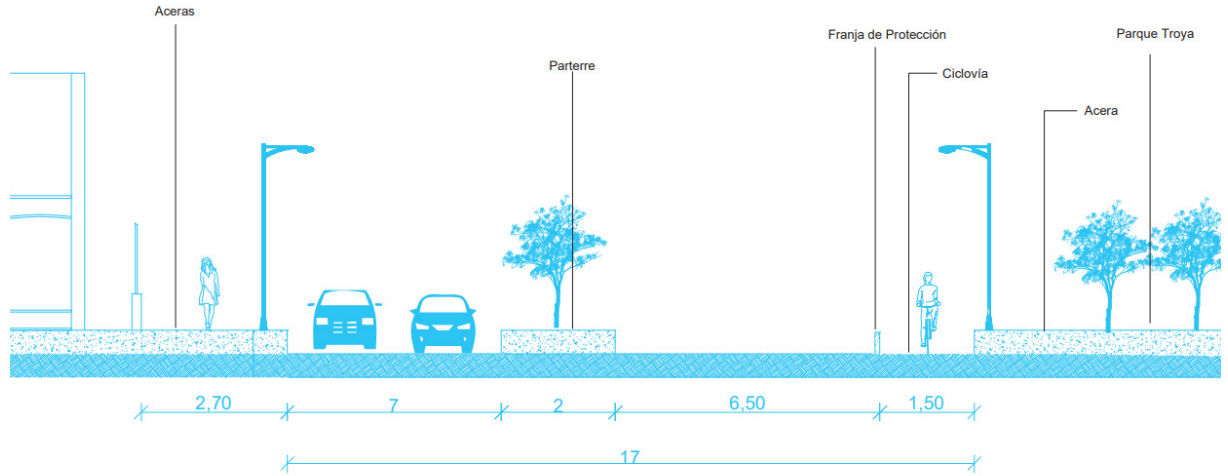 Aceras
Parterre
Franja de Protección
Ciclovía
Parque Troya
Acera
2,70
7
2
6,50
1,50
17